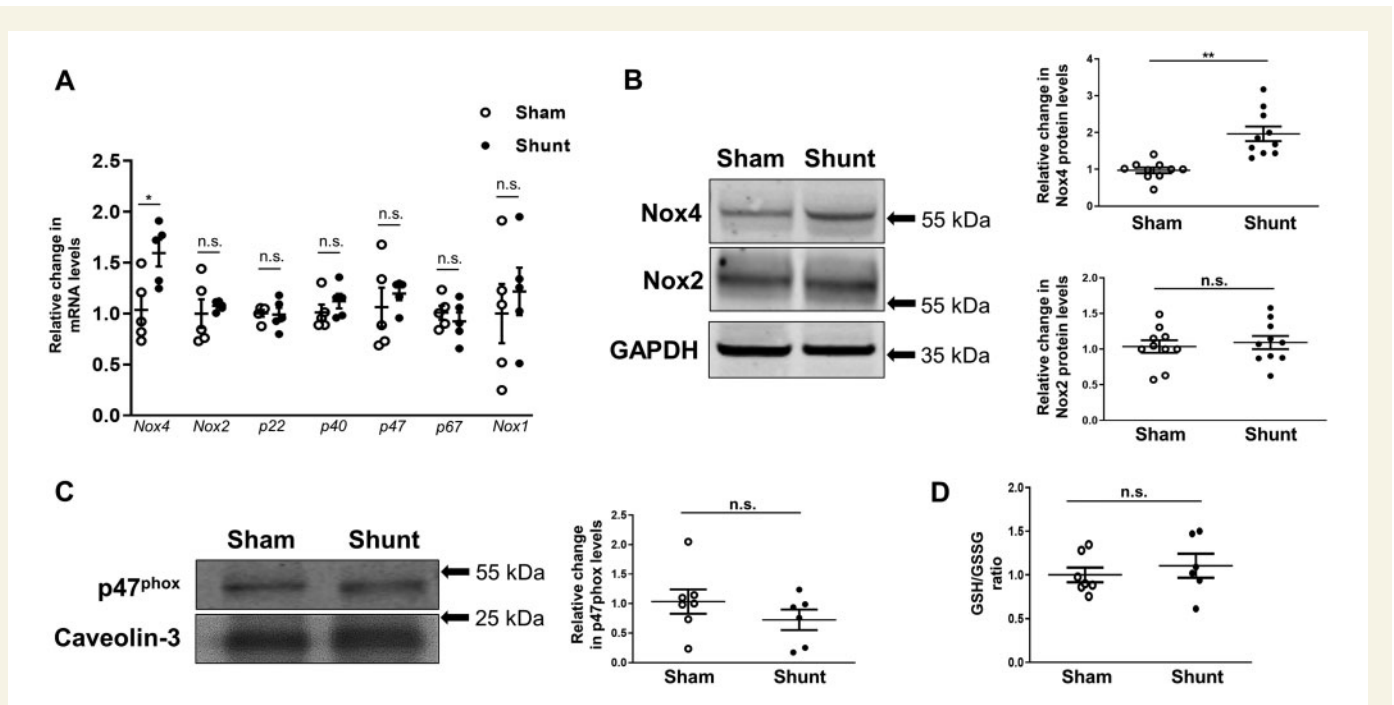 A
Sham
Shunt
Relative change in
mRNA levels
2.5
2.0
1.5
1.0
0.5
0.0
*
n.s.
n.s.
n.s.
n.s.
n.s.
n.s.
Nox4 Nox2 p22 p40 p47 p67 Nox1
B
Sham Shunt
Nox4 55 kDa
Nox2 55 kDa
GAPDH 35 kDa
Relative change in
Nox4 protein levels
4
3
2
1
0
**
Sham Shunt
Relative change in
Nox2 protein levels
2.0
1.5
1.0
0.5
0.0
n.s.
Sham Shunt
C
Sham Shunt
p47phox 55 kDa
25 kDa
Caveolin-3
Relative change
in p47phox levels
2.5
2.0
1.5
1.0
0.5
0.0
n.s.
Sham Shunt
D
GSH/GSSG
ratio
2.0
1.5
1.0
0.5
0.0
n.s.
Sham Shunt